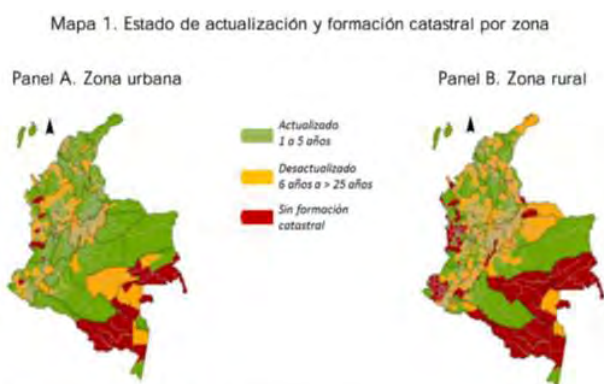 Mapa 1. Estado de actualización y formación catastral por zona
Panel A. Zona urbana
Panel B. Zona rural
Actualizado
1 a 5 años
Desactualizado
6 años a > 25 años
Sin formación
catastral